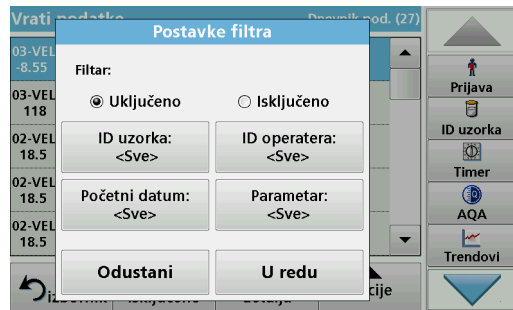 Vrati podatke
Dnevnik pod. (27)
Postavke filtra
03-VEL
-8.55
03-VEL
118
02-VEL
18.5
02-VEL
18.5
02-VEL
18.5
Filtar:
Uključeno
Isključeno
ID uzorka:
<Sve>
ID operatera:
<Sve>
Početni datum:
<Sve>
Parametar:
<Sve>
Odustani
U redu
Prijava
ID uzorka
Timer
AQA
Trendovi